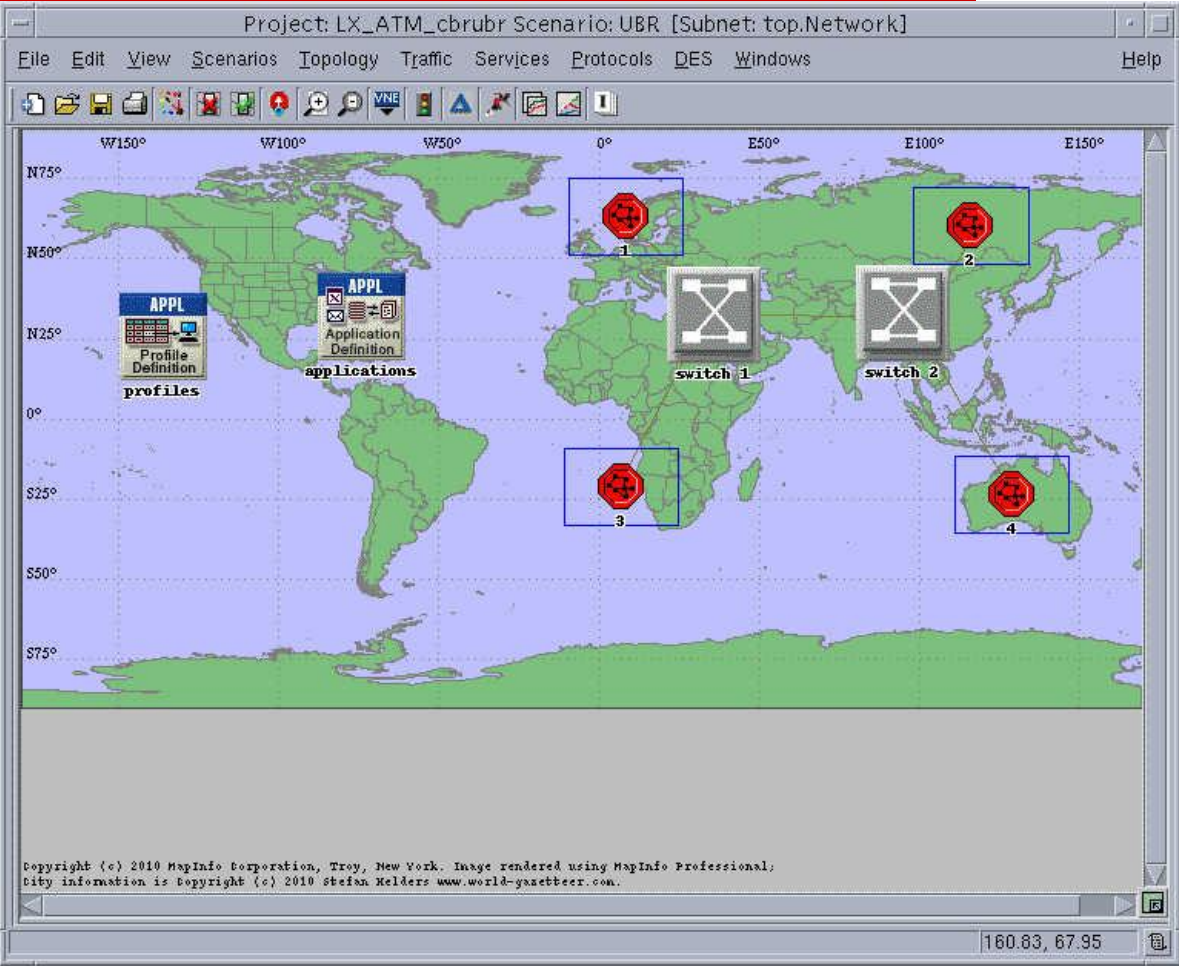 Project: LX_ATM_cbrubr Scenario: UBR [Subnet: top.Network]
File Edit View Scenarios Topology Traffic Services Protocols DES Windows Help
VNE
W150° W100° W50° 0° E50° E100° E150°
N75°
1
2
N50°
APPL
Application Definition
applications
APPL
Profile Definition
profiles
N25°
switch 1
switch 2
0°
S25°
3
4
S50°
S75°
Copyright (c) 2010 MapInfo Corporation, Troy, New York. Image rendered using MapInfo Professional;
City information is Copyright (c) 2010 Stefan Helders www.world-gazetteer.com.
160.83, 67.95